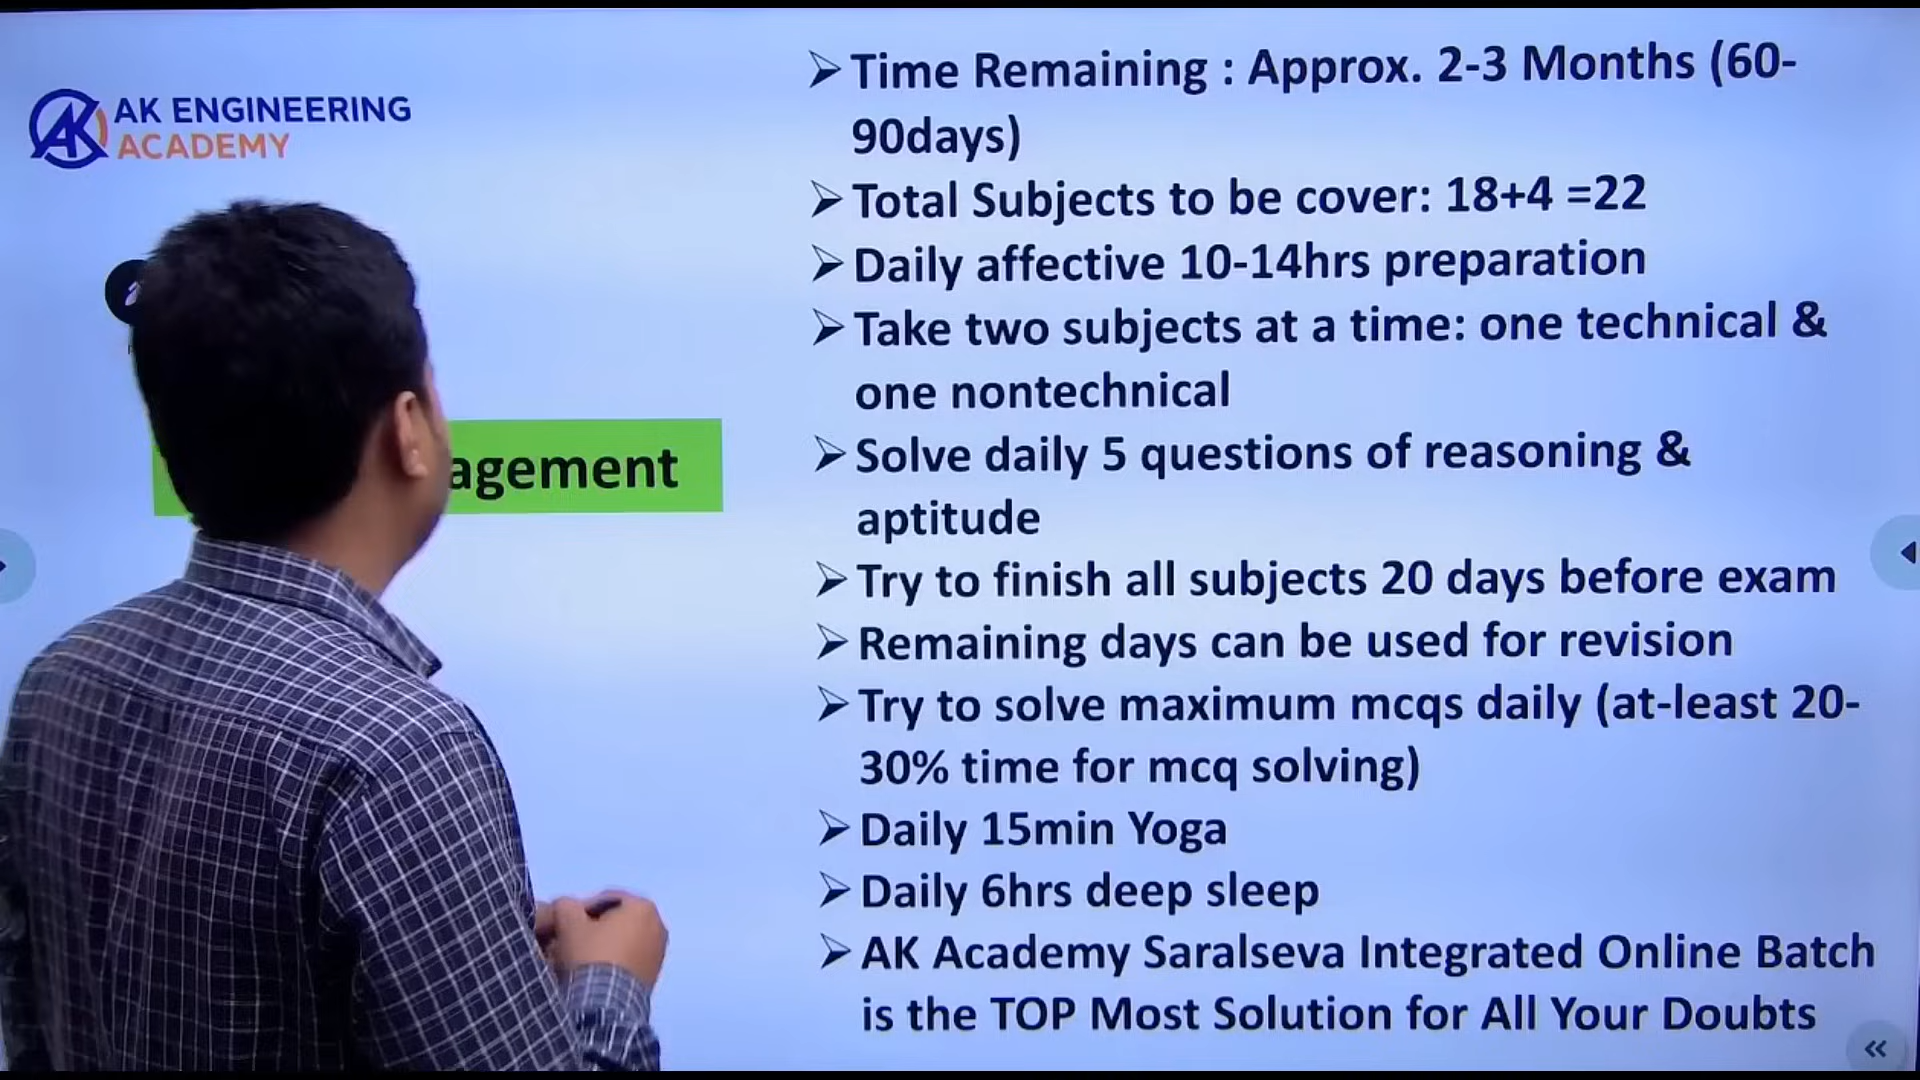 AK ENGINEERING
ACADEMY
agement
➢Time Remaining : Approx. 2-3 Months (60-
90days)
➢Total Subjects to be cover: 18+4 =22
➢Daily affective 10-14hrs preparation
➢Take two subjects at a time: one technical &
one nontechnical
➢Solve daily 5 questions of reasoning &
aptitude
➢Try to finish all subjects 20 days before exam
➢Remaining days can be used for revision
➢Try to solve maximum mcqs daily (at-least 20-
30% time for mcq solving)
➢Daily 15min Yoga
➢Daily 6hrs deep sleep
➢AK Academy Saralseva Integrated Online Batch
is the TOP Most Solution for All Your Doubts